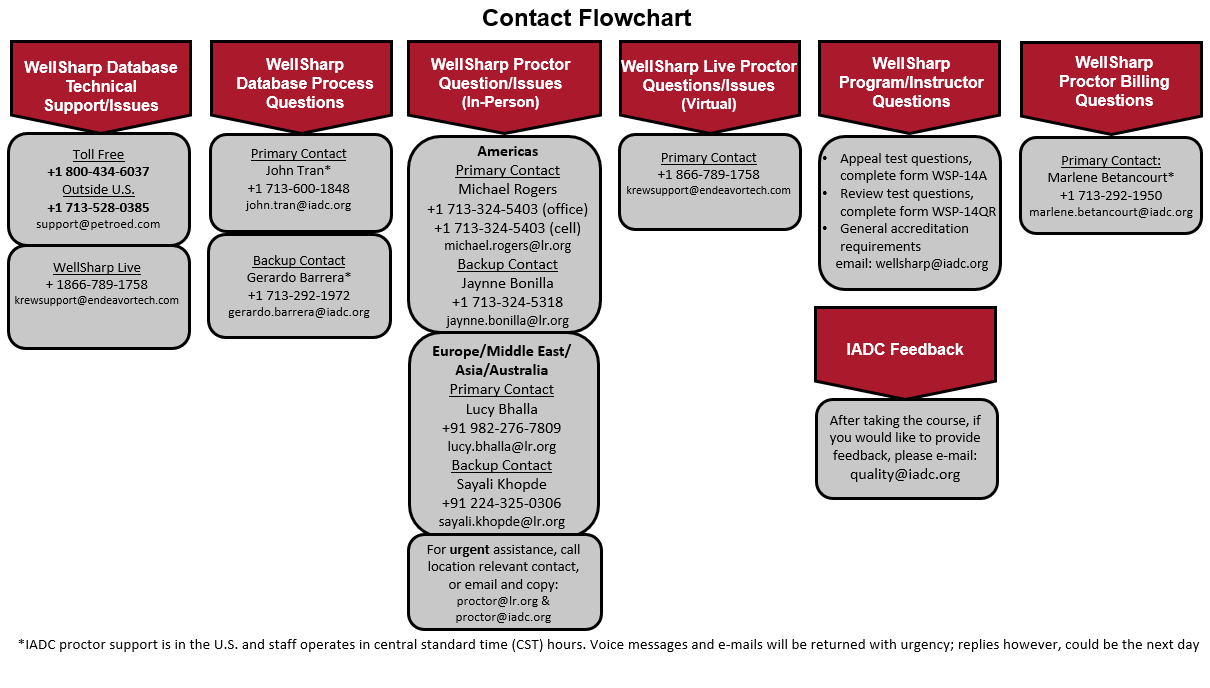 Contact Flowchart
WellSharp Database
Technical
Support/Issues
Toll Free
+1 800-434-6037
Outside U.S.
+1 713-528-0385
support@petroed.com
WellSharp Live
+ 1866-789-1758
krewsupport@endeavortech.com
WellSharp
Database Process
Questions
Primary Contact
John Tran*
+1 713-600-1848
john.tran@iadc.org
Backup Contact
Gerardo Barrera*
+1 713-292-1972
gerardo.barrera@iadc.org
WellSharp Proctor
Question/Issues
(In-Person)
Americas
Primary Contact
Michael Rogers
+1 713-324-5403 (office)
+1 713-324-5403 (cell)
michael.rogers@lr.org
Backup Contact
Jaynne Bonilla
+1 713-324-5318
jaynne.bonilla@lr.org
Europe/Middle East/
Asia/Australia
Primary Contact
Lucy Bhalla
+91 982-276-7809
lucy.bhalla@lr.org
Backup Contact
Sayali Khopde
+91 224-325-0306
sayali.khopde@lr.org
For urgent assistance, call
location relevant contact,
or email and copy:
proctor@lr.org &
proctor@iadc.org
WellSharp Live Proctor
Questions/Issues
(Virtual)
Primary Contact
+1 866-789-1758
krewsupport@endeavortech.com
WellSharp
Program/Instructor
Questions
• Appeal test questions,
complete form WSP-14A
• Review test questions,
complete form WSP-14QR
• General accreditation
requirements
email: wellsharp@iadc.org
IADC Feedback
After taking the course, if
you would like to provide
feedback, please e-mail:
quality@iadc.org
WellSharp
Proctor Billing
Questions
Primary Contact:
Marlene Betancourt*
+1 713-292-1950
marlene.betancourt@iadc.org
*IADC proctor support is in the U.S. and staff operates in central standard time (CST) hours. Voice messages and e-mails will be returned with urgency; replies however, could be the next day